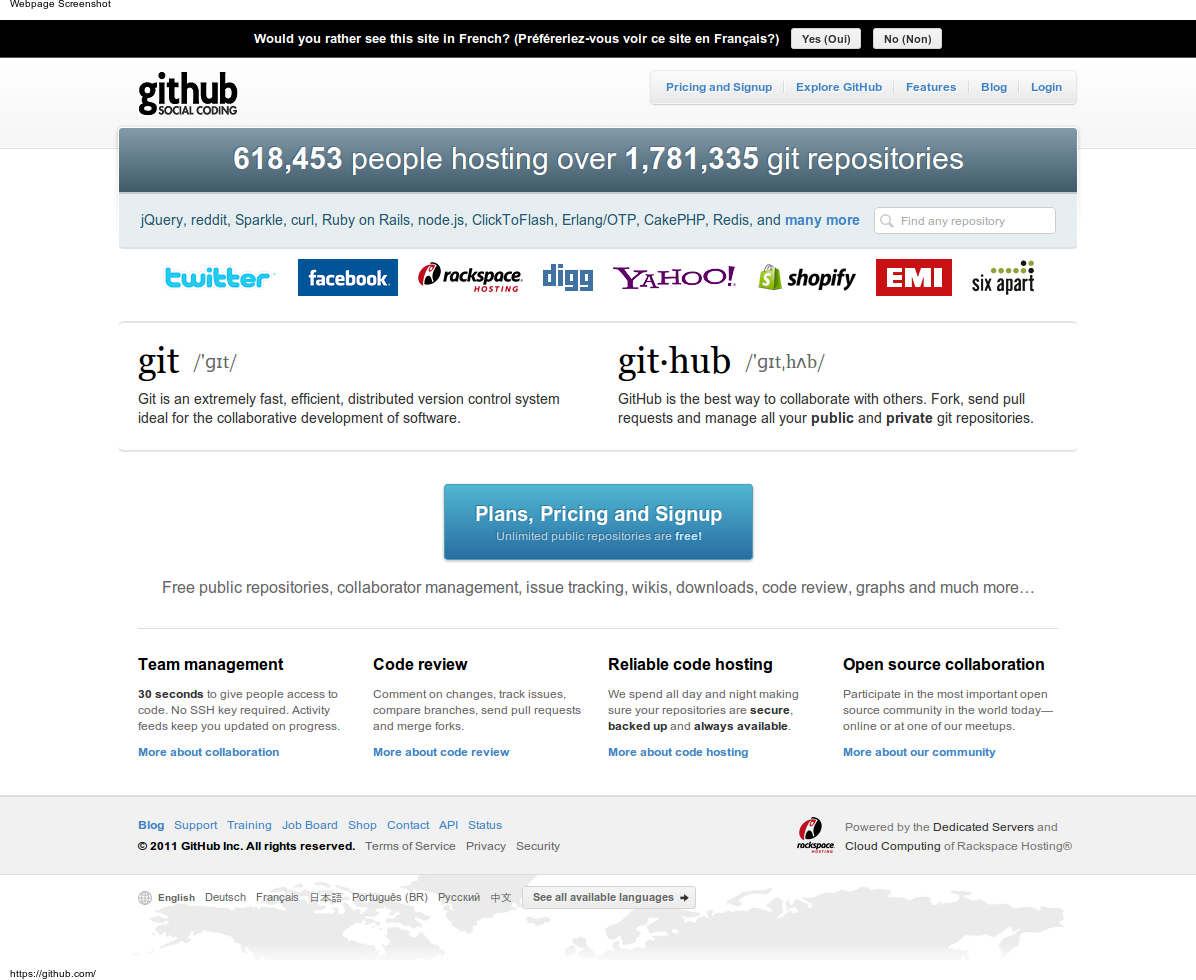 Webpage Screenshot
Would you rather see this site in French? (Préféreriez-vous voir ce site en Français?) Yes (Oui) No (Non)
github
SOCIAL CODING
Pricing and Signup Explore GitHub Features Blog Login
618,453 people hosting over 1,781,335 git repositories
jQuery, reddit, Sparkle, curl, Ruby on Rails, node.js, ClickToFlash, Erlang/OTP, CakePHP, Redis, and many more Find any repository
twitter facebook. rackspace. HOSTING digg YAHOO! shopify EMI six apart
git /ˈɡɪt/
Git is an extremely fast, efficient, distributed version control system
ideal for the collaborative development of software.
git·hub /ˈɡɪtˌhʌb/
GitHub is the best way to collaborate with others. Fork, send pull
requests and manage all your public and private git repositories.
Plans, Pricing and Signup
Unlimited public repositories are free!
Free public repositories, collaborator management, issue tracking, wikis, downloads, code review, graphs and much more…
Team management
30 seconds to give people access to
code. No SSH key required. Activity
feeds keep you updated on progress.
More about collaboration
Code review
Comment on changes, track issues,
compare branches, send pull requests
and merge forks.
More about code review
Reliable code hosting
We spend all day and night making
sure your repositories are secure,
backed up and always available.
More about code hosting
Open source collaboration
Participate in the most important open
source community in the world today—
online or at one of our meetups.
More about our community
Blog Support Training Job Board Shop Contact API Status
© 2011 GitHub Inc. All rights reserved. Terms of Service Privacy Security
rackspace.
HOSTING
Powered by the Dedicated Servers and
Cloud Computing of Rackspace Hosting®
English Deutsch Français 日本語 Português (BR) Русский 中文 See all available languages ➜
https://github.com/